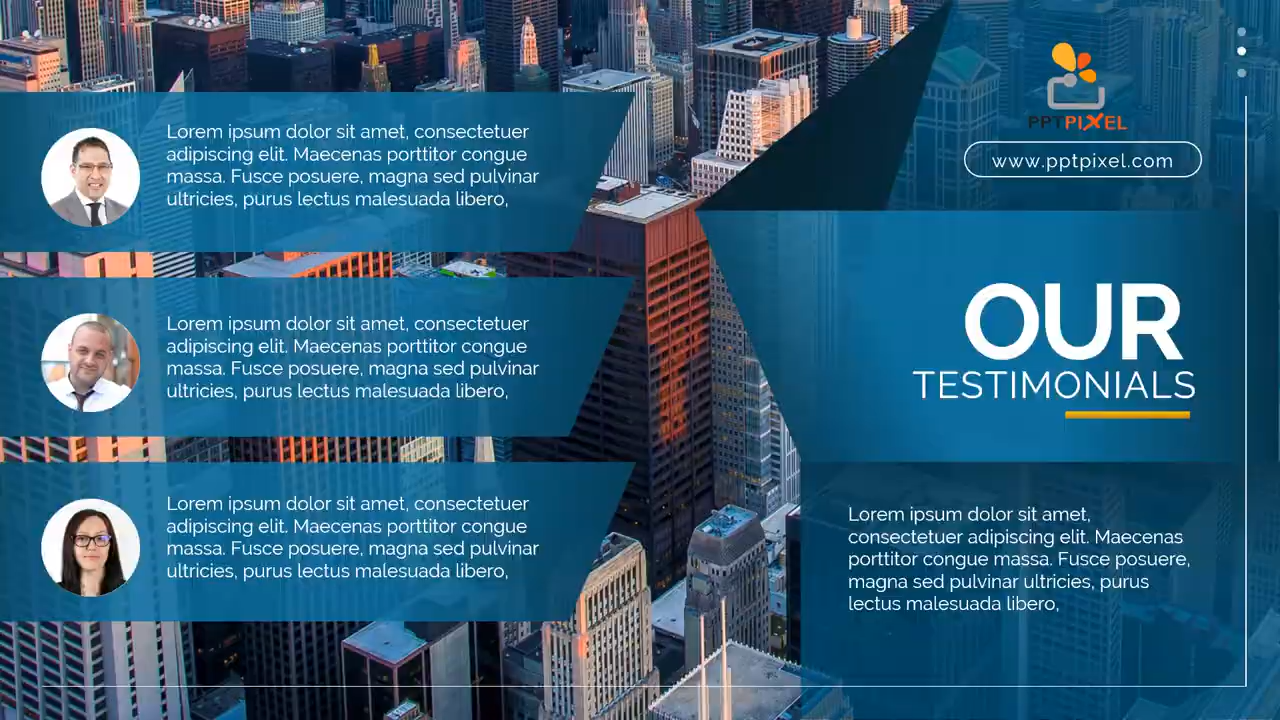 Lorem ipsum dolor sit amet, consectetuer
adipiscing elit. Maecenas porttitor congue
massa. Fusce posuere, magna sed pulvinar
ultricies, purus lectus malesuada libero,
Lorem ipsum dolor sit amet, consectetuer
adipiscing elit. Maecenas porttitor congue
massa. Fusce posuere, magna sed pulvinar
ultricies, purus lectus malesuada libero,
Lorem ipsum dolor sit amet, consectetuer
adipiscing elit. Maecenas porttitor congue
massa. Fusce posuere, magna sed pulvinar
ultricies, purus lectus malesuada libero,
PPTPIXEL
www.pptpixel.com
OUR
TESTIMONIALS
Lorem ipsum dolor sit amet,
consectetuer adipiscing elit. Maecenas
porttitor congue massa. Fusce posuere,
magna sed pulvinar ultricies, purus
lectus malesuada libero,